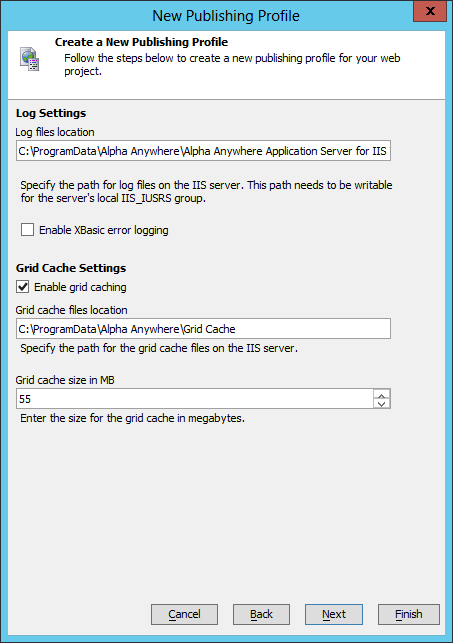 New Publishing Profile
x
Create a New Publishing Profile
Follow the steps below to create a new publishing profile for your web
project.
Log Settings
Log files location
C:\ProgramData\Alpha Anywhere\Alpha Anywhere Application Server for IIS
Specify the path for log files on the IIS server. This path needs to be writable
for the server's local IIS_IUSRS group.
Enable XBasic error logging
Grid Cache Settings
Enable grid caching
Grid cache files location
C:\ProgramData\Alpha Anywhere\Grid Cache
Specify the path for the grid cache files on the IIS server.
Grid cache size in MB
55
Enter the size for the grid cache in megabytes.
Cancel Back Next Finish